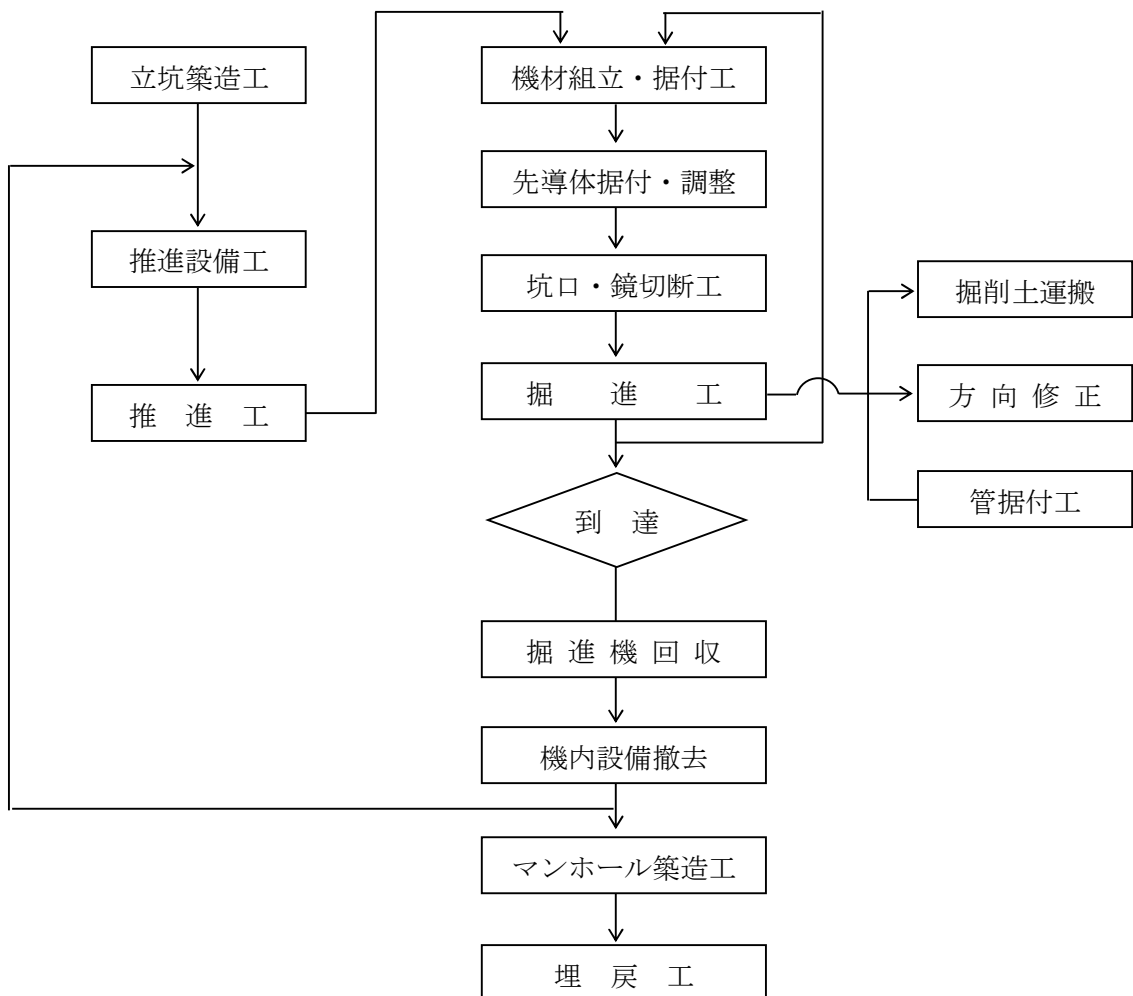 立坑築造工
推進設備工
推　進　工
機材組立・据付工
先導体据付・調整
坑口・鏡切断工
掘　進　工
到　達
掘 進 機 回 収
機内設備撤去
マンホール築造工
埋　戻　工
掘削土運搬
方 向 修 正
管据付工